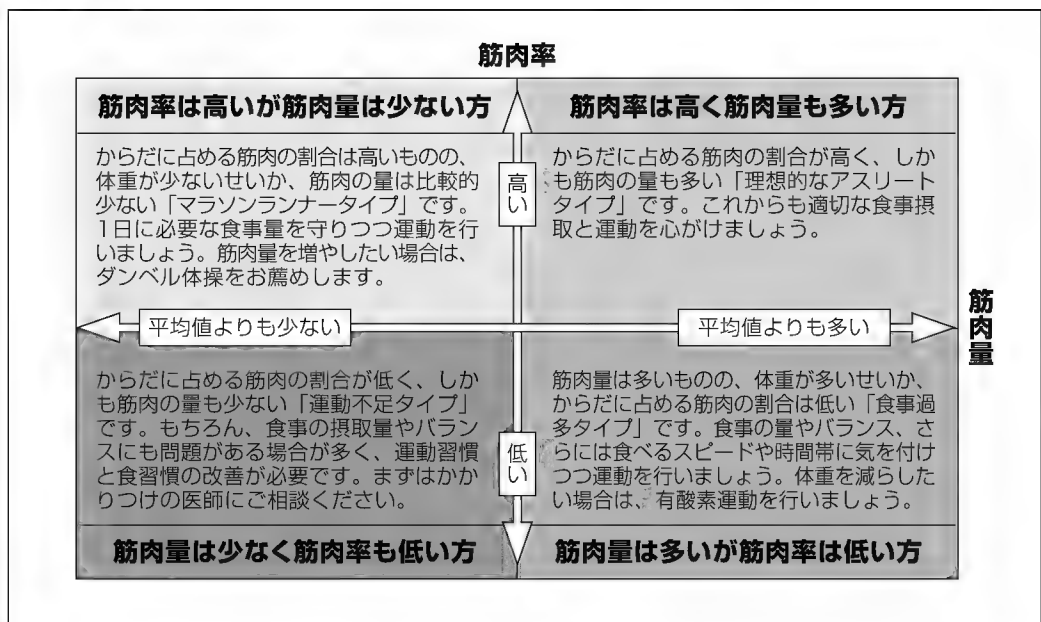 筋肉率
筋肉率は高いが筋肉量は少ない方
からだに占める筋肉の割合は高いものの、
体重が少ないせいか、筋肉の量は比較的
少ない「マラソンランナータイプ」です。
1日に必要な食事量を守りつつ運動を行
いましょう。筋肉量を増やしたい場合は、
ダンベル体操をお薦めします。
高い
筋肉率は高く筋肉量も多い方
からだに占める筋肉の割合が高く、しか
も筋肉の量も多い「理想的なアスリート
タイプ」です。これからも適切な食事摂
取と運動を心がけましょう。
平均値よりも少ない
平均値よりも多い
筋肉量
からだに占める筋肉の割合が低く、しか
も筋肉の量も少ない「運動不足タイプ」
です。もちろん、食事の摂取量やバラン
スにも問題がある場合が多く、運動習慣
と食習慣の改善が必要です。まずはかか
りつけの医師にご相談ください。
筋肉量は少なく筋肉率も低い方
低い
筋肉量は多いものの、体重が多いせいか、
からだに占める筋肉の割合は低い「食事過
多タイプ」です。食事の量やバランス、さ
らには食べるスピードや時間帯に気を付け
つつ運動を行いましょう。体重を減らした
い場合は、有酸素運動を行いましょう。
筋肉量は多いが筋肉率は低い方